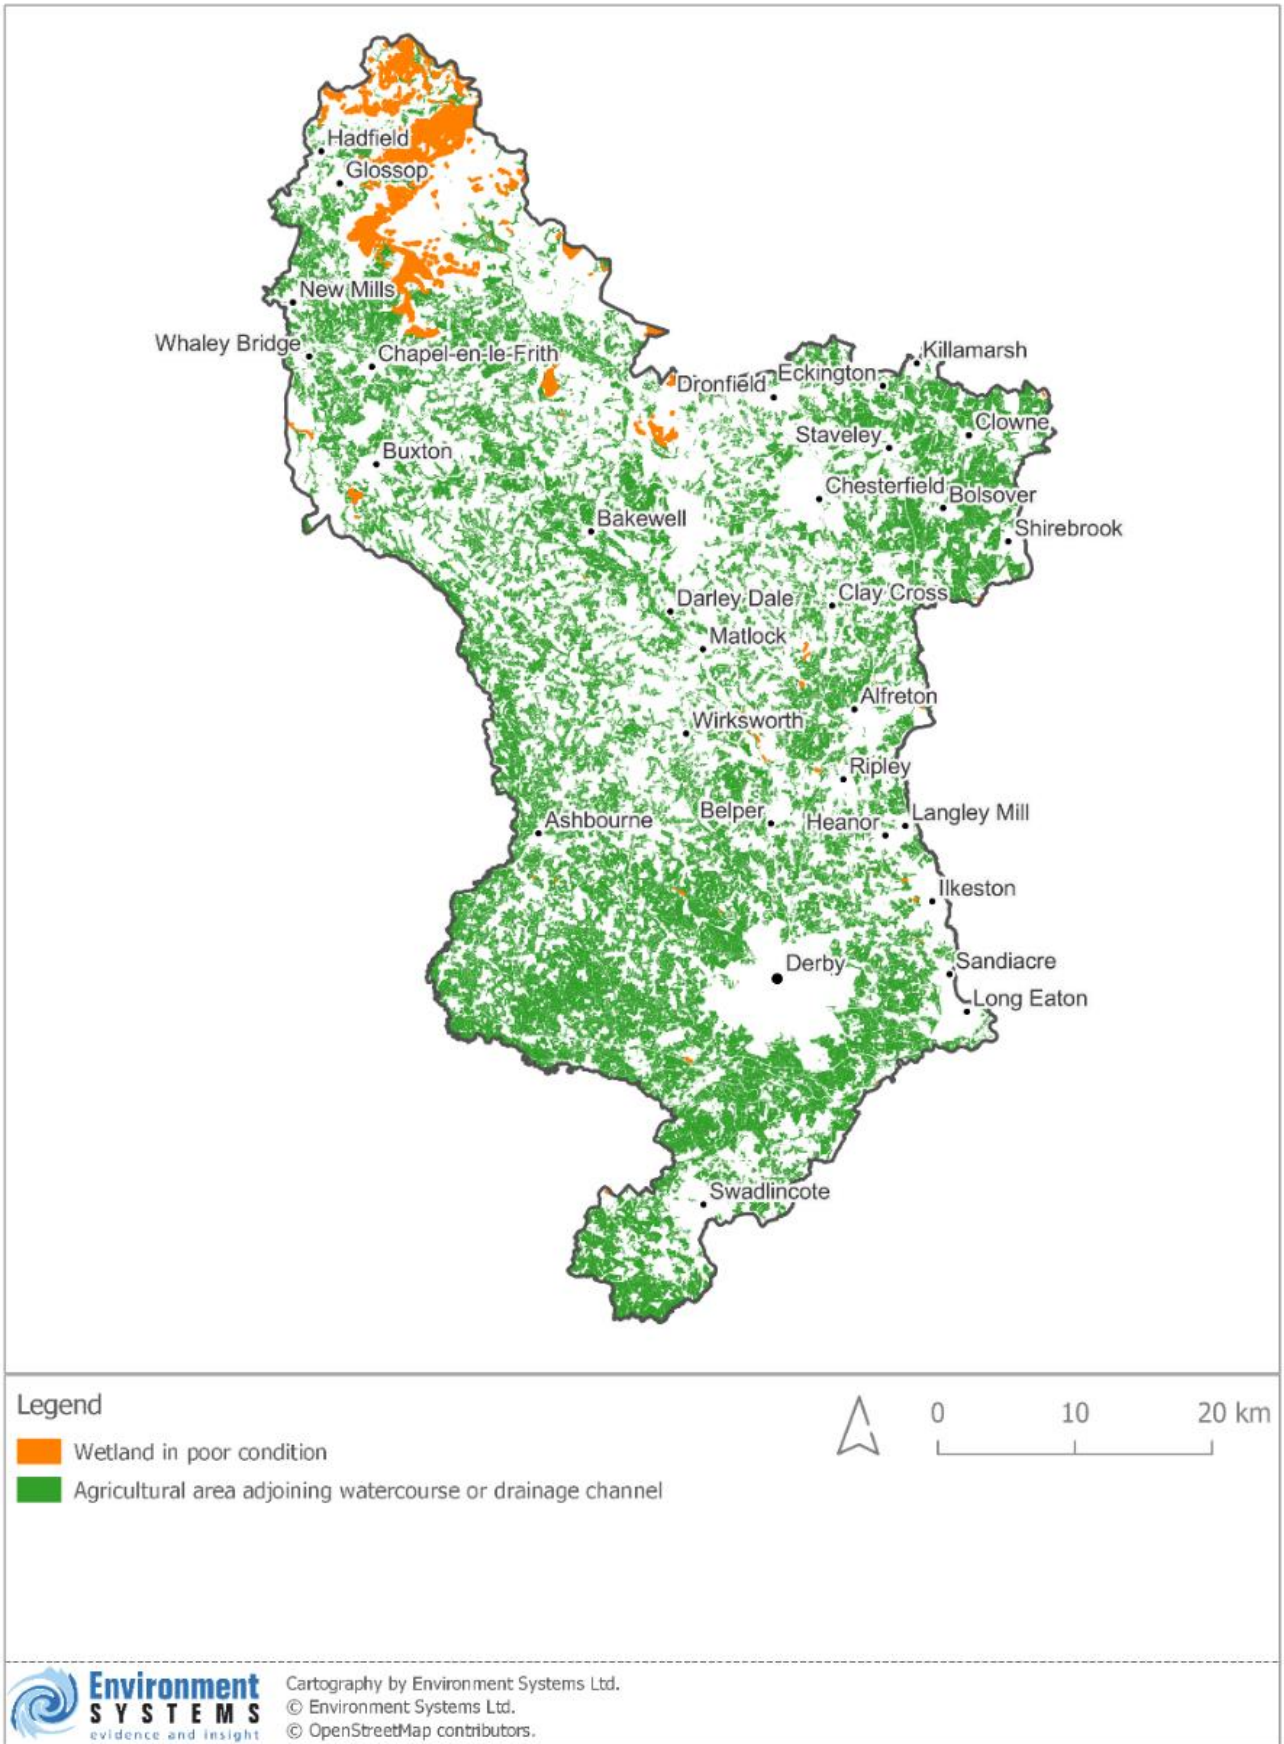 Hadfield
Glossop
New Mills
Whaley Bridge
Chapel-en-le-Frith
Killamarsh
Eckington
Dronfield
Clowne
Staveley
Buxton
Chesterfield
Bolsover
Bakewell
Shirebrook
Darley Dale
Clay Cross
Matlock
Alfreton
Wirksworth
Ripley
Belper
Langley Mill
Ashbourne
Heanor
Ilkeston
Derby
Sandiacre
Long Eaton
Swadlincote
Legend
Wetland in poor condition
Agricultural area adjoining watercourse or drainage channel
0 10 20 km
Environment
SYSTEMS
evidence and insight
Cartography by Environment Systems Ltd.
© Environment Systems Ltd.
© OpenStreetMap contributors.